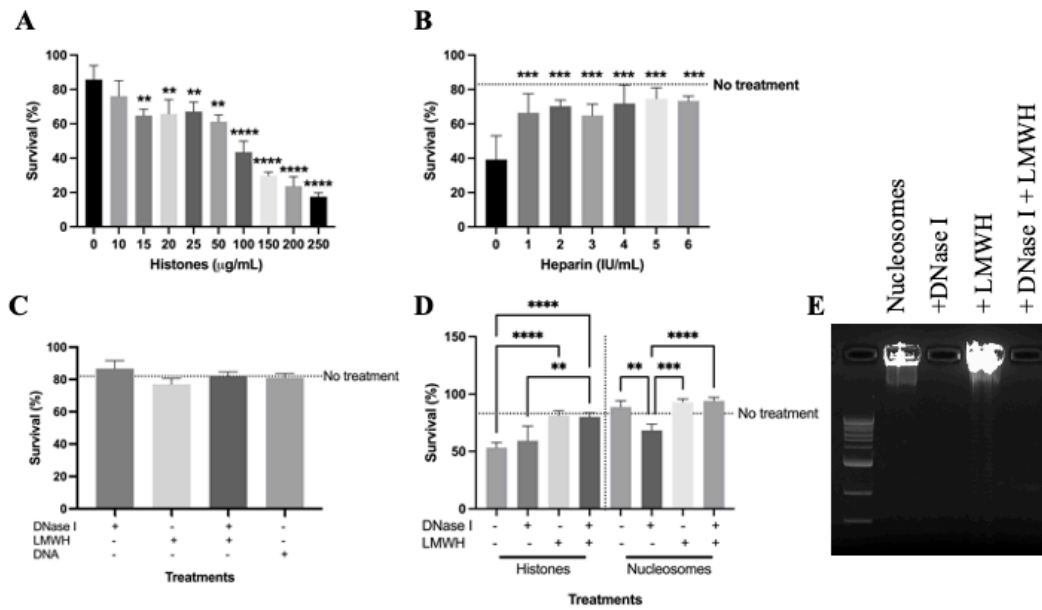 A
Survival (%)
100
80
60
40
20
0
** ** ** ** **** **** **** ****
0 10 15 20 25 50 100 150 200 250
Histones (μg/mL)
B
Survival (%)
100
80
60
40
20
0
*** *** *** *** *** ***
No treatment
0 1 2 3 4 5 6
Heparin (IU/mL)
C
Survival (%)
100
80
60
40
20
0
No treatment
DNase I + - + -
LMWH - + + -
DNA - - - +
Treatments
D
Survival (%)
150
100
50
0
**** ****
**** ** ***
**
No treatment
DNase I - + - + - + - +
LMWH - - + + - - + +
Histones Nucleosomes
Treatments
E
Nucleosomes
+DNase I
+ LMWH
+ DNase I + LMWH